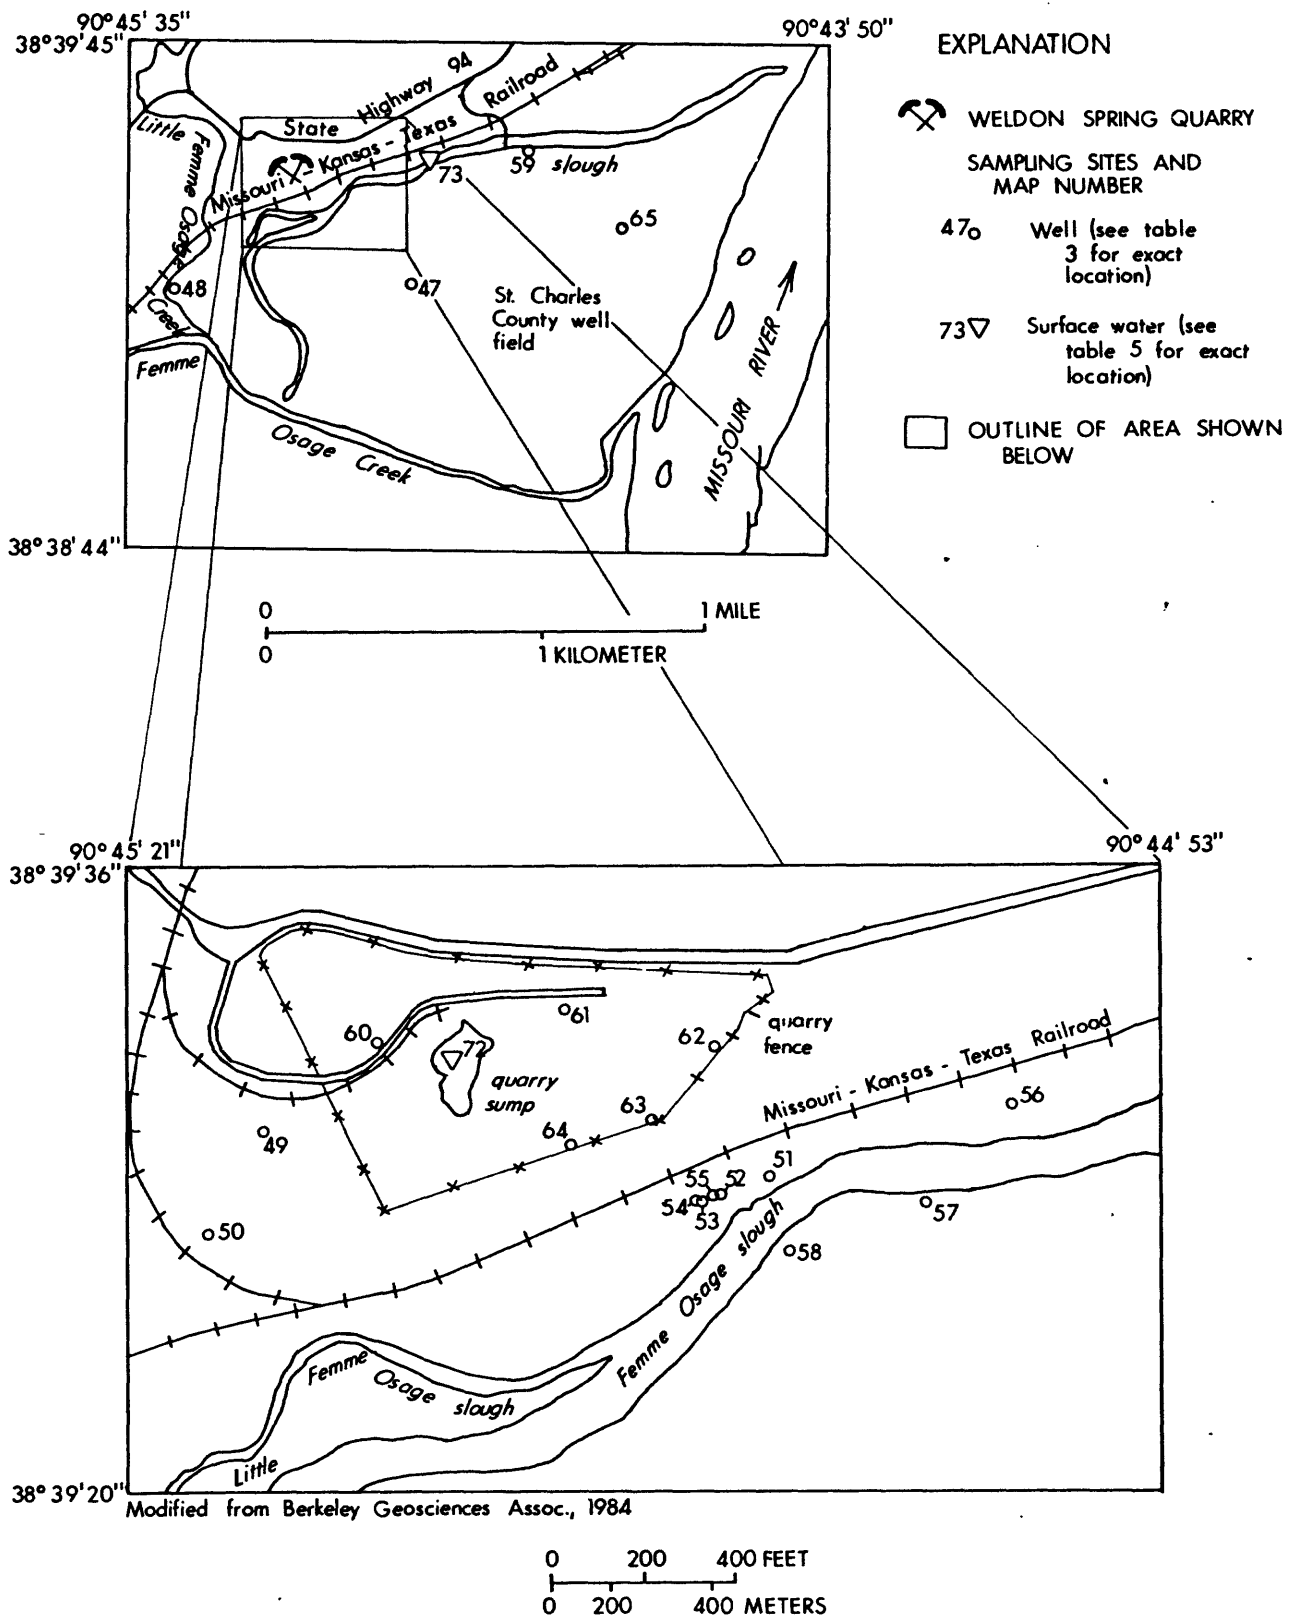 90°45' 35"
38°39'45"
90°43' 50"
EXPLANATION
WELDON SPRING QUARRY
SAMPLING SITES AND
MAP NUMBER
47 Well (see table
3 for exact
location)
73 Surface water (see
table 5 for exact
location)
OUTLINE OF AREA SHOWN
BELOW
State Highway 94
Missouri - Kansas - Texas Railroad
Little Femme Osage Creek
73
59 slough
65
48
47
St. Charles
County well
field
Femme
Osage Creek
MISSOURI RIVER
38°38'44"
0 1 MILE
0 1 KILOMETER
90°45' 21"
90°44' 53"
38°39'36"
61
60
62
quarry
fence
72
quarry
sump
Missouri - Kansas - Texas Railroad
56
63
64
49
51
55 52
54
53
57
50
58
Femme Osage slough
Femme Osage slough
Little
38°39'20"
Modified from Berkeley Geosciences Assoc., 1984
0 200 400 FEET
0 200 400 METERS